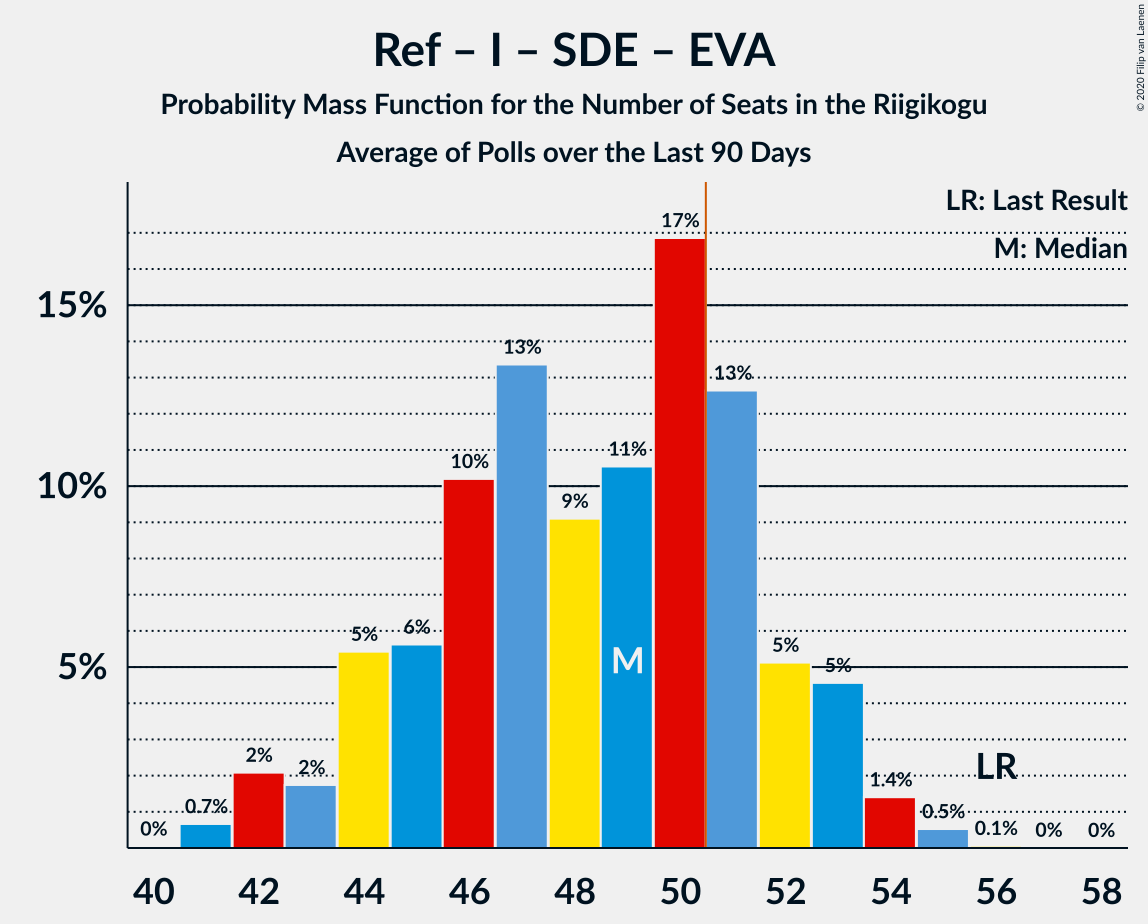 Ref – I – SDE – EVA
Probability Mass Function for the Number of Seats in the Riigikogu
Average of Polls over the Last 90 Days
© 2020 Filip van Laenen
LR: Last Result
M: Median
17%
15%
13%
13%
11%
10%
10%
9%
6%
5%
5%
5%
5%
M
2%
2%
LR
1.4%
0.7%
0.5%
0%
0.1%
0%
0%
40 42 44 46 48 50 52 54 56 58